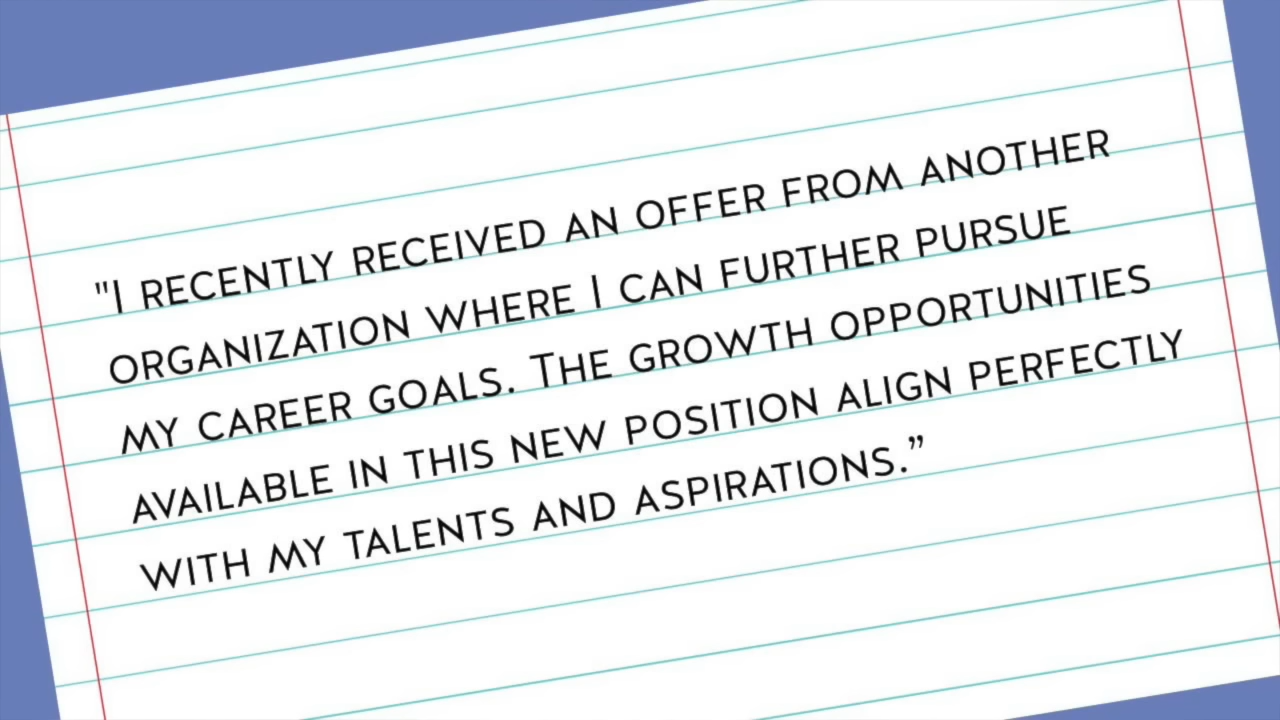 "I RECENTLY RECEIVED AN OFFER FROM ANOTHER
ORGANIZATION WHERE I CAN FURTHER PURSUE
MY CAREER GOALS. THE GROWTH OPPORTUNITIES
AVAILABLE IN THIS NEW POSITION ALIGN PERFECTLY
WITH MY TALENTS AND ASPIRATIONS.”